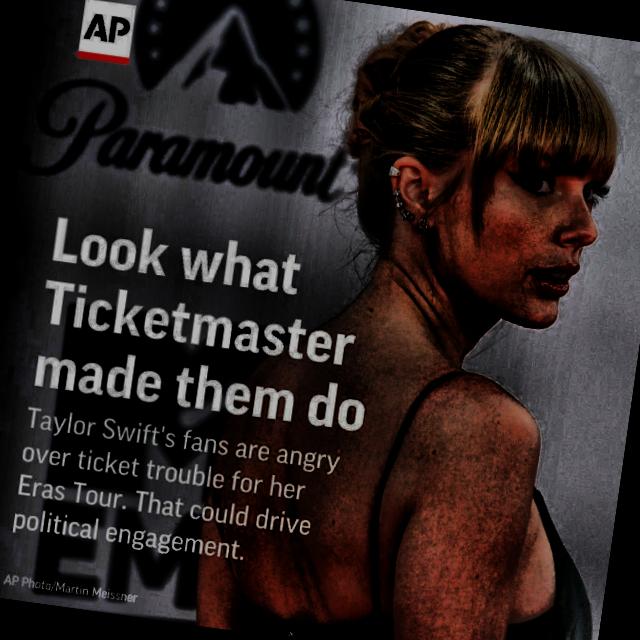 AP
Paramount
Look what
Ticketmaster
made them do
Taylor Swift's fans are angry
over ticket trouble for her
Eras Tour. That could drive
political engagement.
EM
AP Photo/Martin Meissner